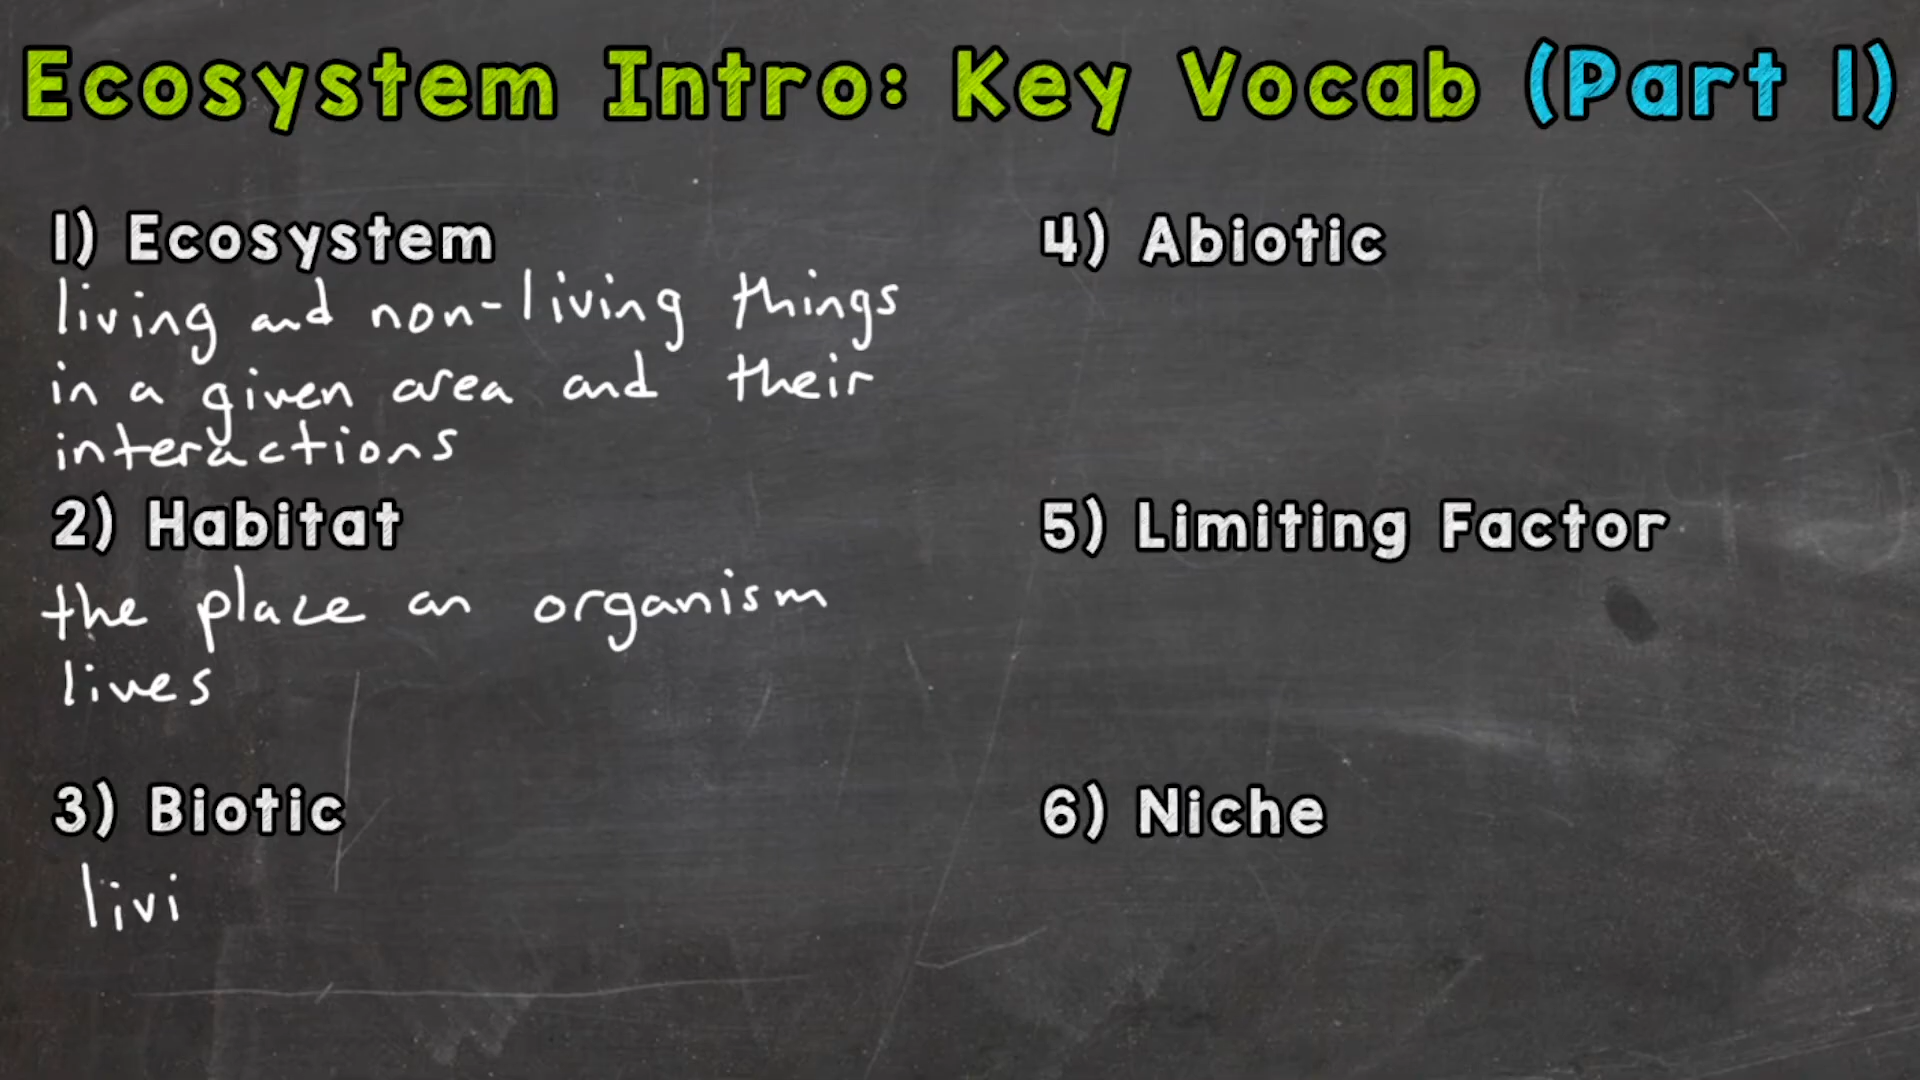 Ecosystem Intro: Key Vocab (Part 1)
1) Ecosystem
living and non-living things
in a given area and their
interactions
2) Habitat
the place an organism
lives
3) Biotic
livi
4) Abiotic
5) Limiting Factor
6) Niche